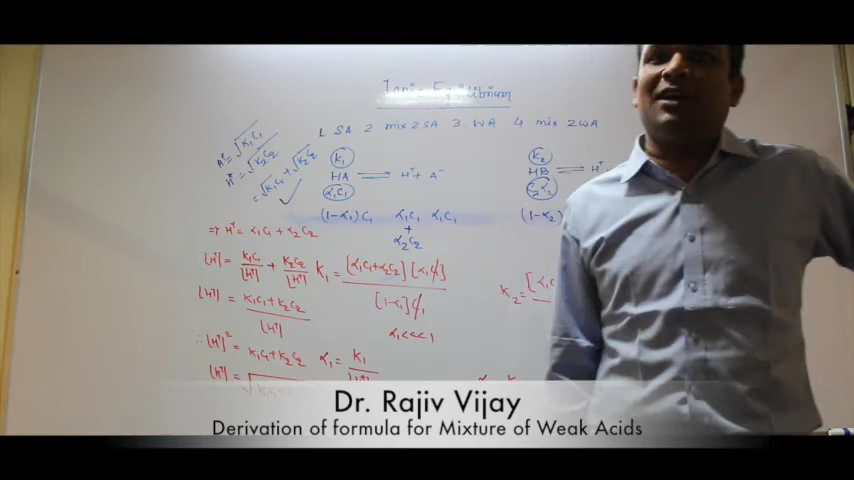 Ionic Equilibrium
1 SA 2 mix 2SA 3. WA 4 mix 2WA
H⁺ = √K₁C₁
H⁺ = √K₂C₂
= √K₁C₁ + √K₂C₂ ✓
K₁
HA ⇌ H⁺ + A⁻
α₁C₁
(1-α₁)C₁ α₁C₁ α₁C₁
+
α₂C₂
K₂
HB ⇌ H⁺
α₂
(1-α₂)
⇒ H⁺ = α₁C₁ + α₂C₂
[H⁺] = K₁C₁/[H⁺] + K₂C₂/[H⁺]
[H⁺] = K₁C₁+K₂C₂/[H⁺]
∴ [H⁺]² = K₁C₁+K₂C₂
[H⁺] = √
K₁ = [α₁C₁+α₂C₂] [α₁C₁]/[1-α₁]C₁
α₁<<<1
α₁ = K₁/[H⁺]
K₂ =
Dr. Rajiv Vijay
Derivation of formula for Mixture of Weak Acids